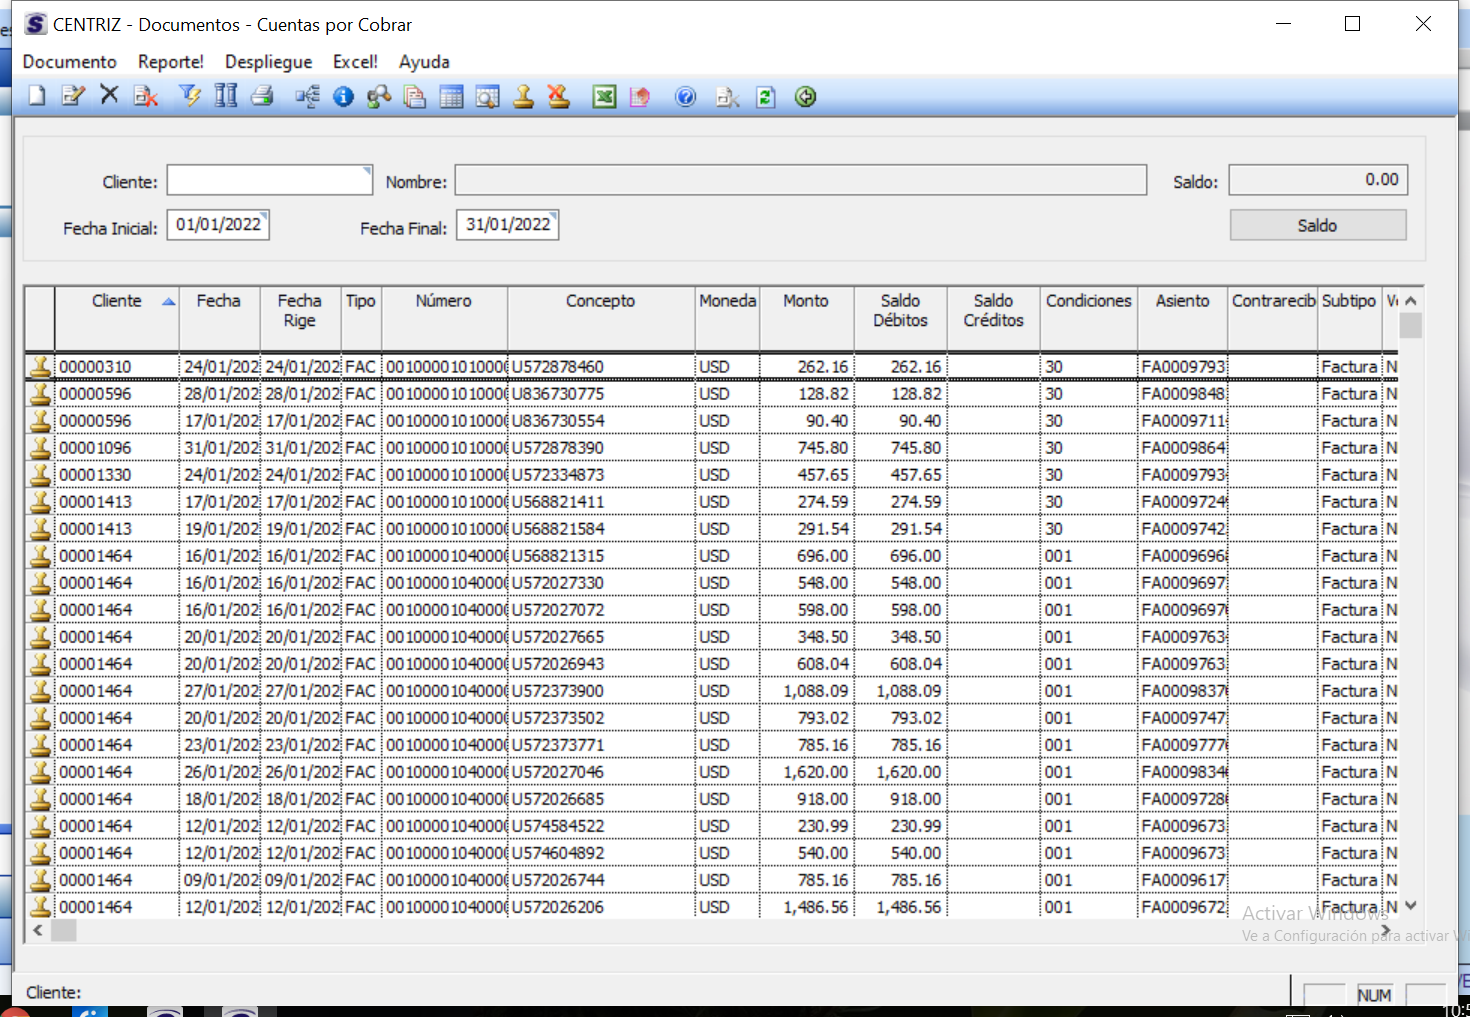 CENTRIZ - Documentos - Cuentas por Cobrar
Documento Reporte! Despliegue Excel! Ayuda
Cliente: Nombre: Saldo: 0.00
Fecha Inicial: 01/01/2022 Fecha Final: 31/01/2022 Saldo
Cliente Fecha Fecha Rige Tipo Número Concepto Moneda Monto Saldo Débitos Saldo Créditos Condiciones Asiento Contrarecib Subtipo
00000310 24/01/202 24/01/202 FAC 0010000101000 U572878460 USD 262.16 262.16 30 FA0009793 Factura N
00000596 28/01/202 28/01/202 FAC 0010000101000 U836730775 USD 128.82 128.82 30 FA0009848 Factura N
00000596 17/01/202 17/01/202 FAC 0010000101000 U836730554 USD 90.40 90.40 30 FA0009711 Factura N
00001096 31/01/202 31/01/202 FAC 0010000101000 U572878390 USD 745.80 745.80 30 FA0009864 Factura N
00001330 24/01/202 24/01/202 FAC 0010000101000 U572334873 USD 457.65 457.65 30 FA0009793 Factura N
00001413 17/01/202 17/01/202 FAC 0010000101000 U568821411 USD 274.59 274.59 30 FA0009724 Factura N
00001413 19/01/202 19/01/202 FAC 0010000101000 U568821584 USD 291.54 291.54 30 FA0009742 Factura N
00001464 16/01/202 16/01/202 FAC 0010000104000 U568821315 USD 696.00 696.00 001 FA0009696 Factura N
00001464 16/01/202 16/01/202 FAC 0010000104000 U572027330 USD 548.00 548.00 001 FA0009697 Factura N
00001464 16/01/202 16/01/202 FAC 0010000104000 U572027072 USD 598.00 598.00 001 FA0009697 Factura N
00001464 20/01/202 20/01/202 FAC 0010000104000 U572027665 USD 348.50 348.50 001 FA0009763 Factura N
00001464 20/01/202 20/01/202 FAC 0010000104000 U572026943 USD 608.04 608.04 001 FA0009763 Factura N
00001464 27/01/202 27/01/202 FAC 0010000104000 U572373900 USD 1,088.09 1,088.09 001 FA0009837 Factura N
00001464 20/01/202 20/01/202 FAC 0010000104000 U572373502 USD 793.02 793.02 001 FA0009747 Factura N
00001464 23/01/202 23/01/202 FAC 0010000104000 U572373771 USD 785.16 785.16 001 FA0009777 Factura N
00001464 26/01/202 26/01/202 FAC 0010000104000 U572027046 USD 1,620.00 1,620.00 001 FA0009834 Factura N
00001464 18/01/202 18/01/202 FAC 0010000104000 U572026685 USD 918.00 918.00 001 FA0009728 Factura N
00001464 12/01/202 12/01/202 FAC 0010000104000 U574584522 USD 230.99 230.99 001 FA0009673 Factura N
00001464 12/01/202 12/01/202 FAC 0010000104000 U574604892 USD 540.00 540.00 001 FA0009673 Factura N
00001464 09/01/202 09/01/202 FAC 0010000104000 U572026744 USD 785.16 785.16 001 FA0009617 Factura N
00001464 12/01/202 12/01/202 FAC 0010000104000 U572026206 USD 1,486.56 1,486.56 001 FA0009672 Factura N
Activar Windows
Ve a Configuración para activar
Cliente: NUM